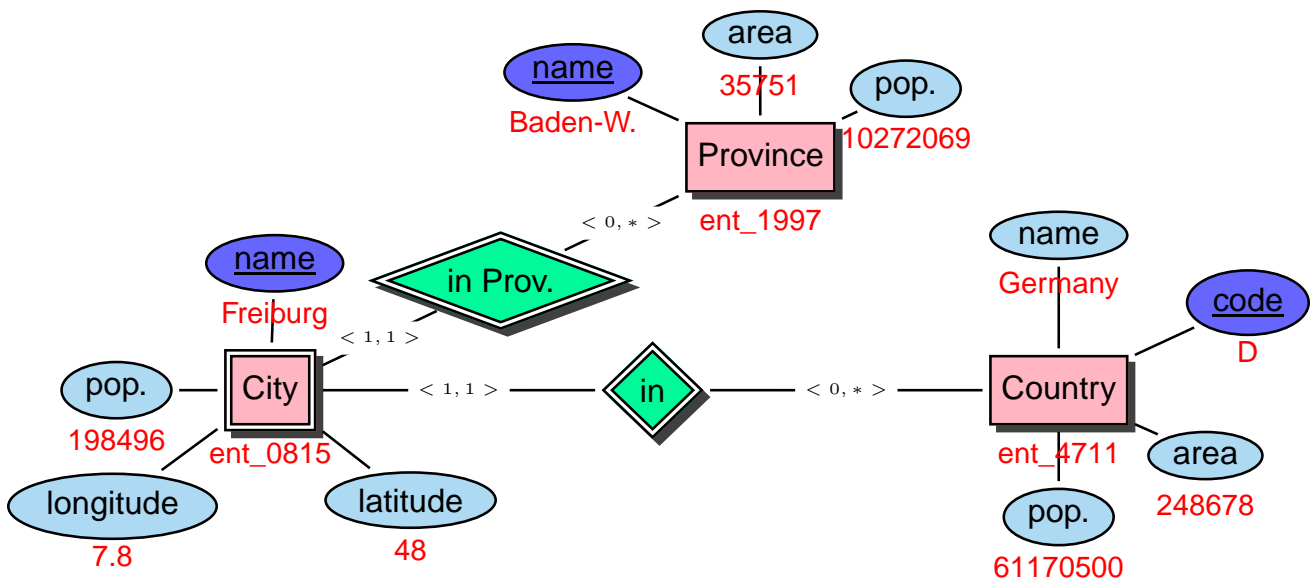 area
name
35751
pop.
Baden-W.
10272069
Province
< 0, * >
ent_1997
name
name
in Prov.
Freiburg
Germany
code
< 1, 1 >
D
pop.
City
< 1, 1 >
in
< 0, * >
Country
198496
ent_0815
ent_4711
area
longitude
latitude
248678
pop.
7.8
48
61170500